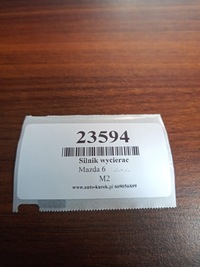 23594
Silnik wycierac
Mazda 6
M2
www.auto-kurek.pl